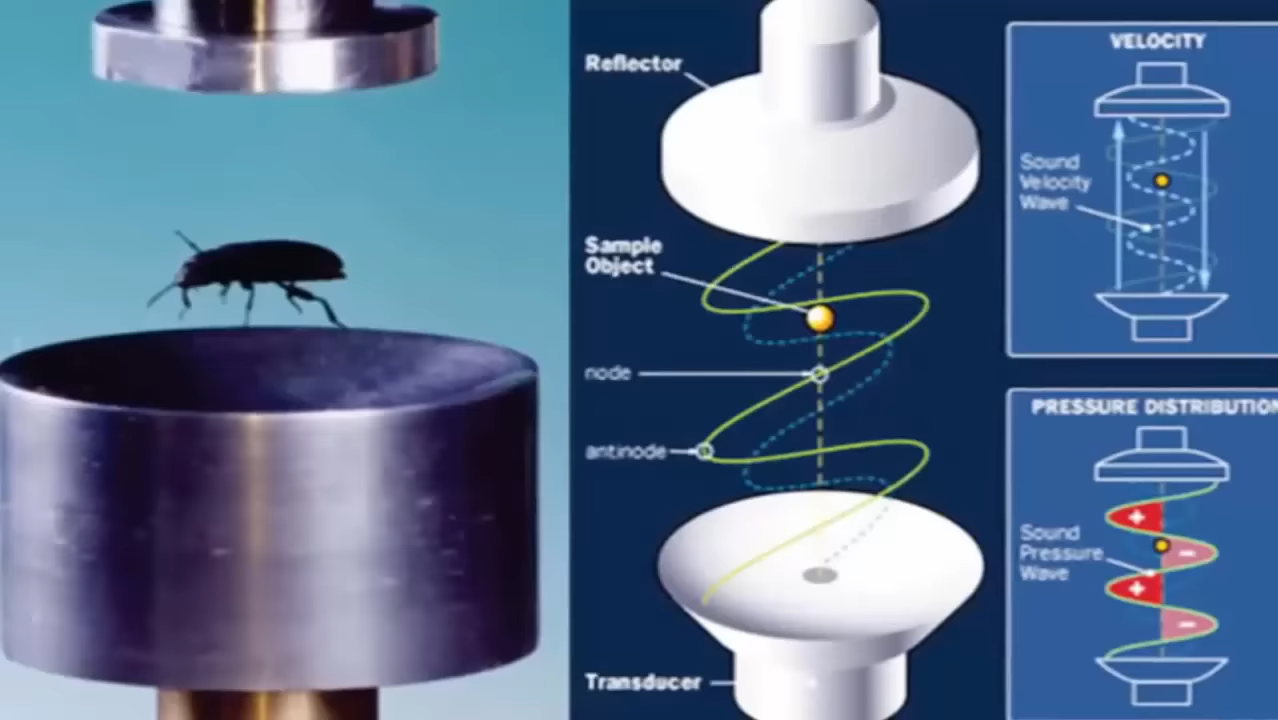 Reflector
Sample
Object
node
antinode
Transducer
VELOCITY
Sound
Velocity
Wave
PRESSURE DISTRIBUTION
+
-
Sound
Pressure
Wave
+
-